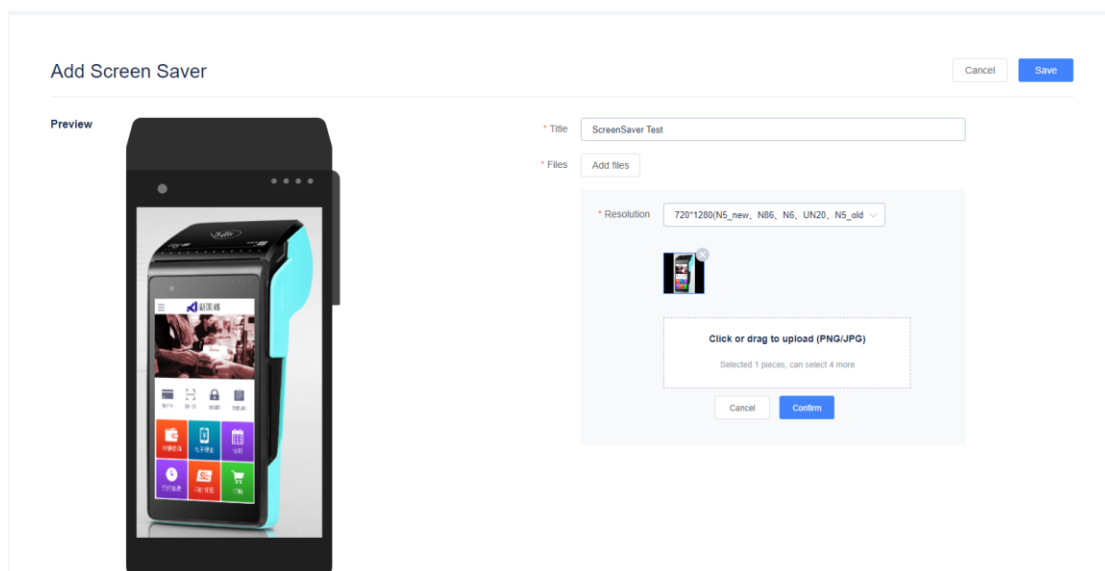 Add Screen Saver
Cancel
Save
Preview
* Title
ScreenSaver Test
* Files
Add files
* Resolution
720*1280(N5_new、N86、N6、UN20、N5_old
Click or drag to upload (PNG/JPG)
Selected 1 pieces, can select 4 more
Cancel
Confirm